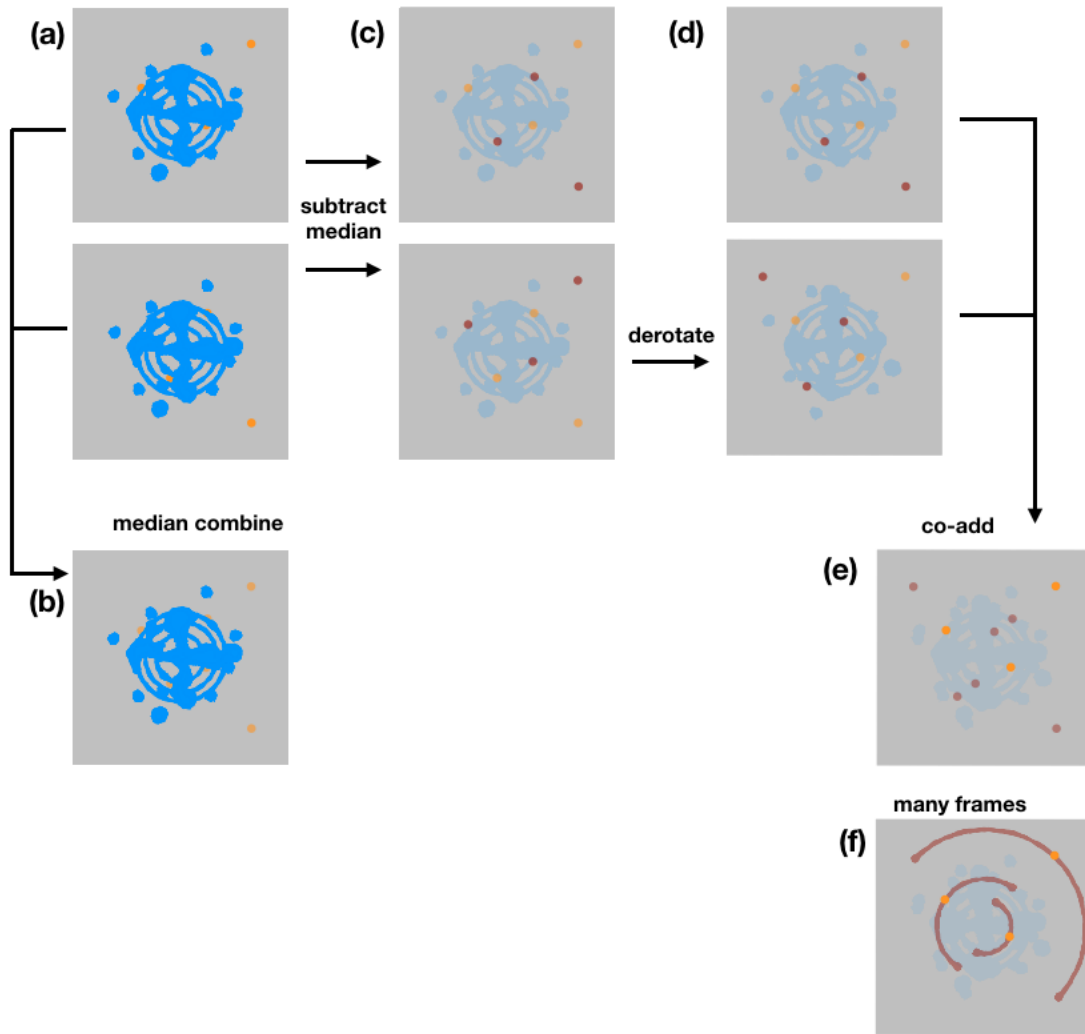 (a)
(c)
(d)
subtract
median
derotate
median combine
(b)
co-add
(e)
many frames
(f)